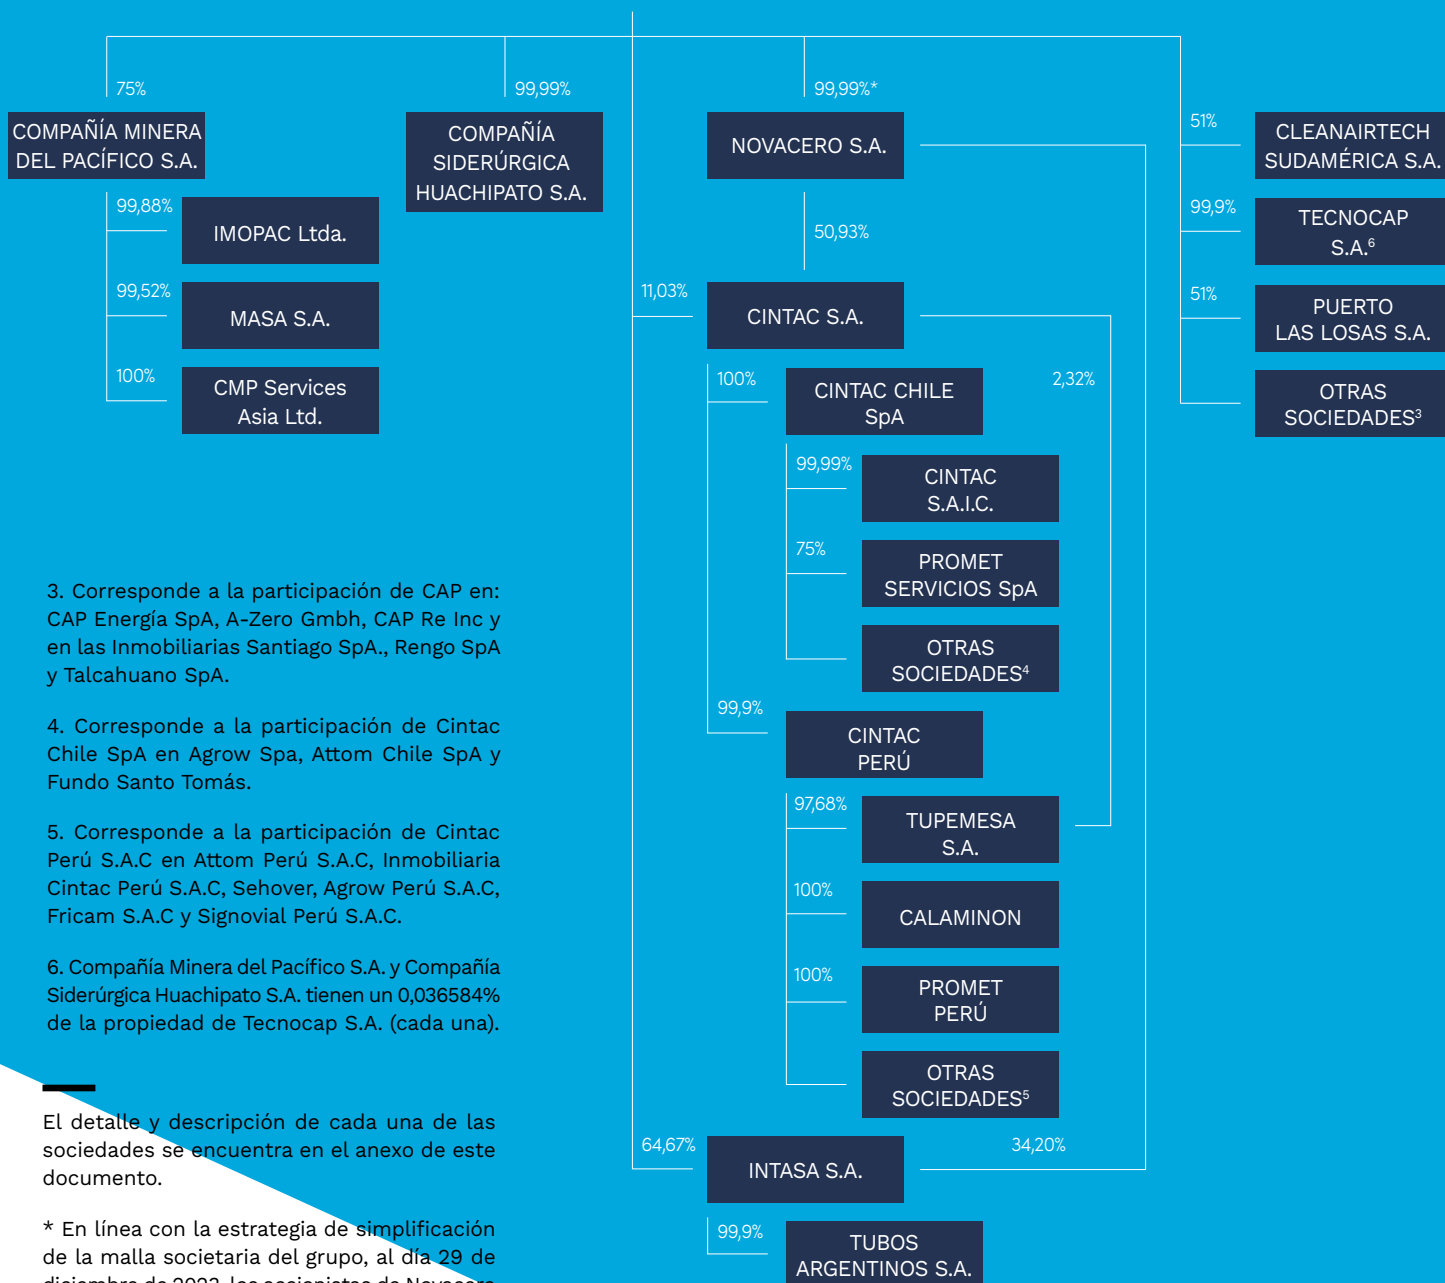 75%
99,99%
99,99%*
COMPAÑÍA MINERA
DEL PACÍFICO S.A.
COMPAÑÍA
SIDERÚRGICA
HUACHIPATO S.A.
NOVACERO S.A.
51%
CLEANAIRTECH
SUDAMÉRICA S.A.
99,88%
IMOPAC Ltda.
50,93%
99,9%
TECNOCAP
S.A.⁶
99,52%
MASA S.A.
11,03%
CINTAC S.A.
51%
PUERTO
LAS LOSAS S.A.
100%
CMP Services
Asia Ltd.
100%
CINTAC CHILE
SpA
2,32%
OTRAS
SOCIEDADES³
99,99%
CINTAC
S.A.I.C.
75%
PROMET
SERVICIOS SpA
OTRAS
SOCIEDADES⁴
99,9%
CINTAC
PERÚ
97,68%
TUPEMESA
S.A.
100%
CALAMINON
100%
PROMET
PERÚ
OTRAS
SOCIEDADES⁵
64,67%
INTASA S.A.
34,20%
99,9%
TUBOS
ARGENTINOS S.A.
3. Corresponde a la participación de CAP en:
CAP Energía SpA, A-Zero Gmbh, CAP Re Inc y
en las Inmobiliarias Santiago SpA., Rengo SpA
y Talcahuano SpA.
4. Corresponde a la participación de Cintac
Chile SpA en Agrow Spa, Attom Chile SpA y
Fundo Santo Tomás.
5. Corresponde a la participación de Cintac
Perú S.A.C en Attom Perú S.A.C, Inmobiliaria
Cintac Perú S.A.C, Sehover, Agrow Perú S.A.C,
Fricam S.A.C y Signovial Perú S.A.C.
6. Compañía Minera del Pacífico S.A. y Compañía
Siderúrgica Huachipato S.A. tienen un 0,036584%
de la propiedad de Tecnocap S.A. (cada una).
El detalle y descripción de cada una de las
sociedades se encuentra en el anexo de este
documento.
* En línea con la estrategia de simplificación
de la malla societaria del grupo, al día 29 de
diciembre de 2023, los accionistas de Novacero